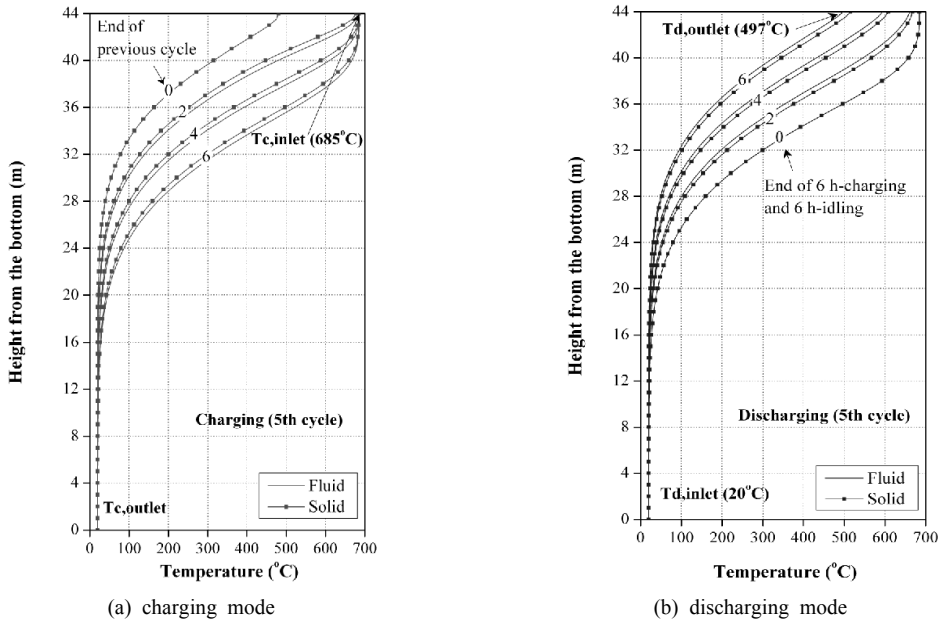 44
40
36
32
28
24
20
16
12
8
4
0
Height from the bottom (m)
End of
previous cycle
0
2
4
6
Tc,inlet (685°C)
Charging (5th cycle)
Fluid
Solid
Tc,outlet
0 100 200 300 400 500 600 700
Temperature (°C)
(a) charging mode
44
40
36
32
28
24
20
16
12
8
4
0
Height from the bottom (m)
Td,outlet (497°C)
6
4
2
0
End of 6 h-charging
and 6 h-idling
Discharging (5th cycle)
Fluid
Solid
Td,inlet (20°C)
0 100 200 300 400 500 600 700
Temperature (°C)
(b) discharging mode